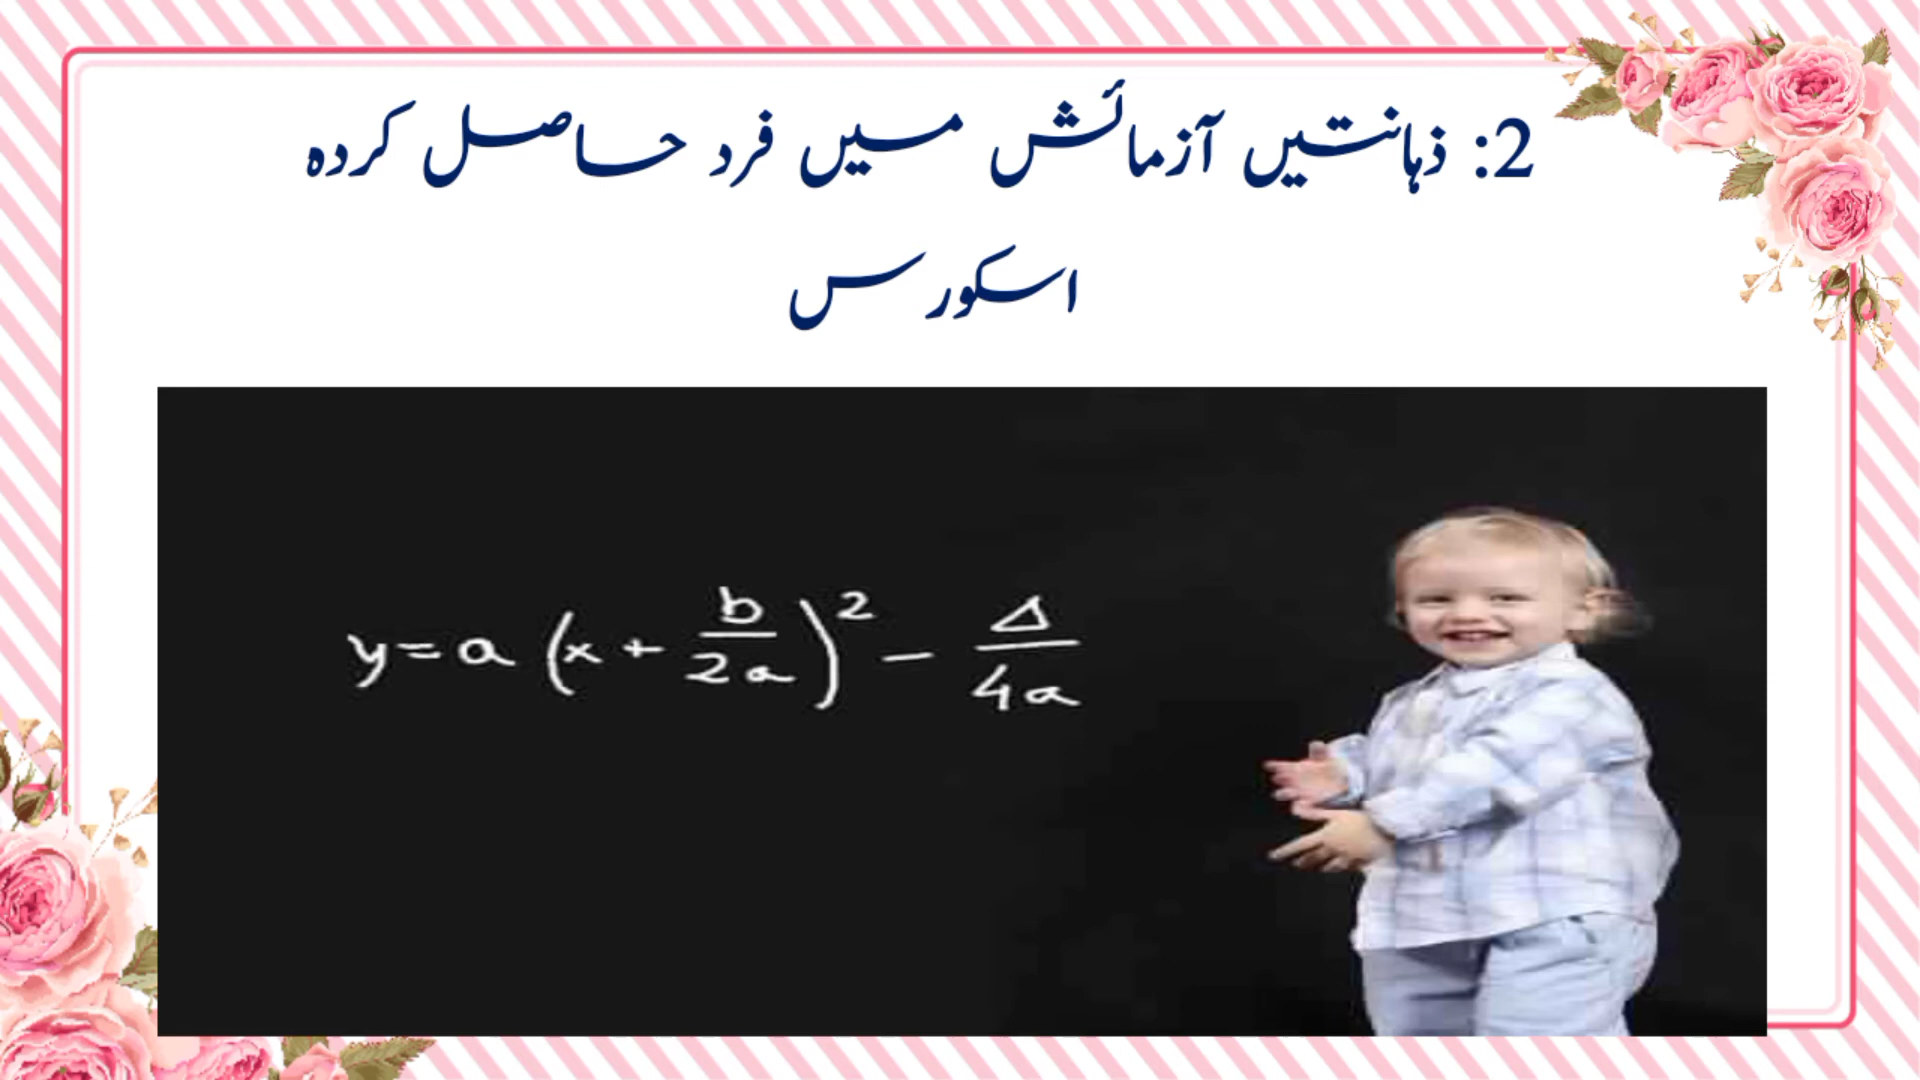 2: ذہانتیں آزمائش میں فرد حاصل کردہ
اسکورس
y = a (x + b/2a)² − Δ/4a